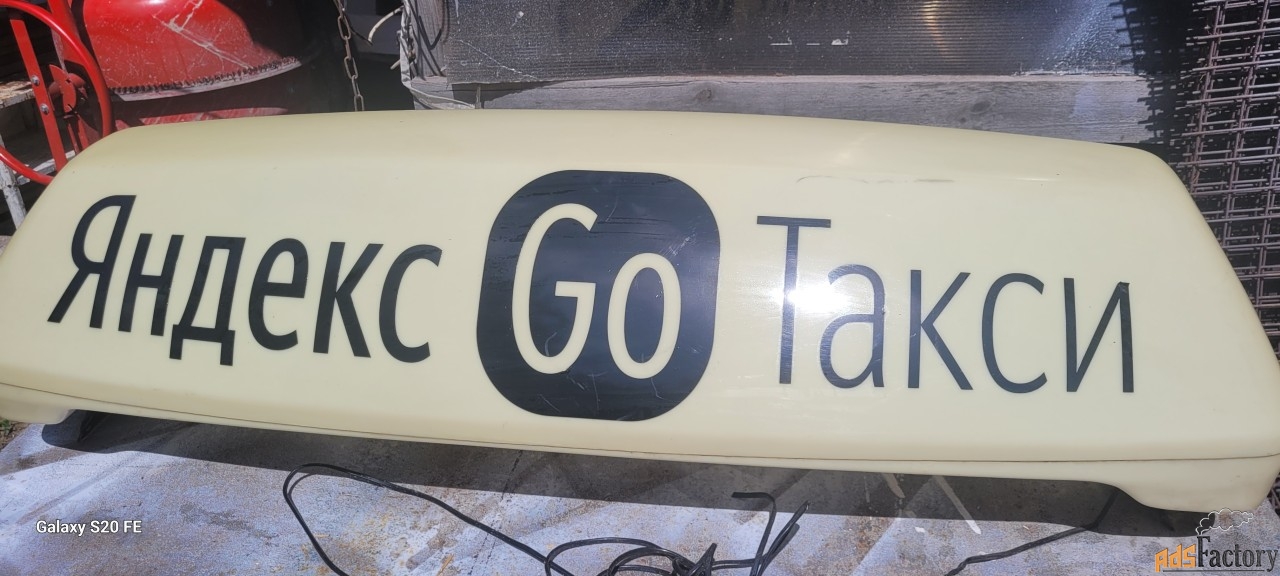 Яндекс Go Такси
Galaxy S20 FE
AdsFactory